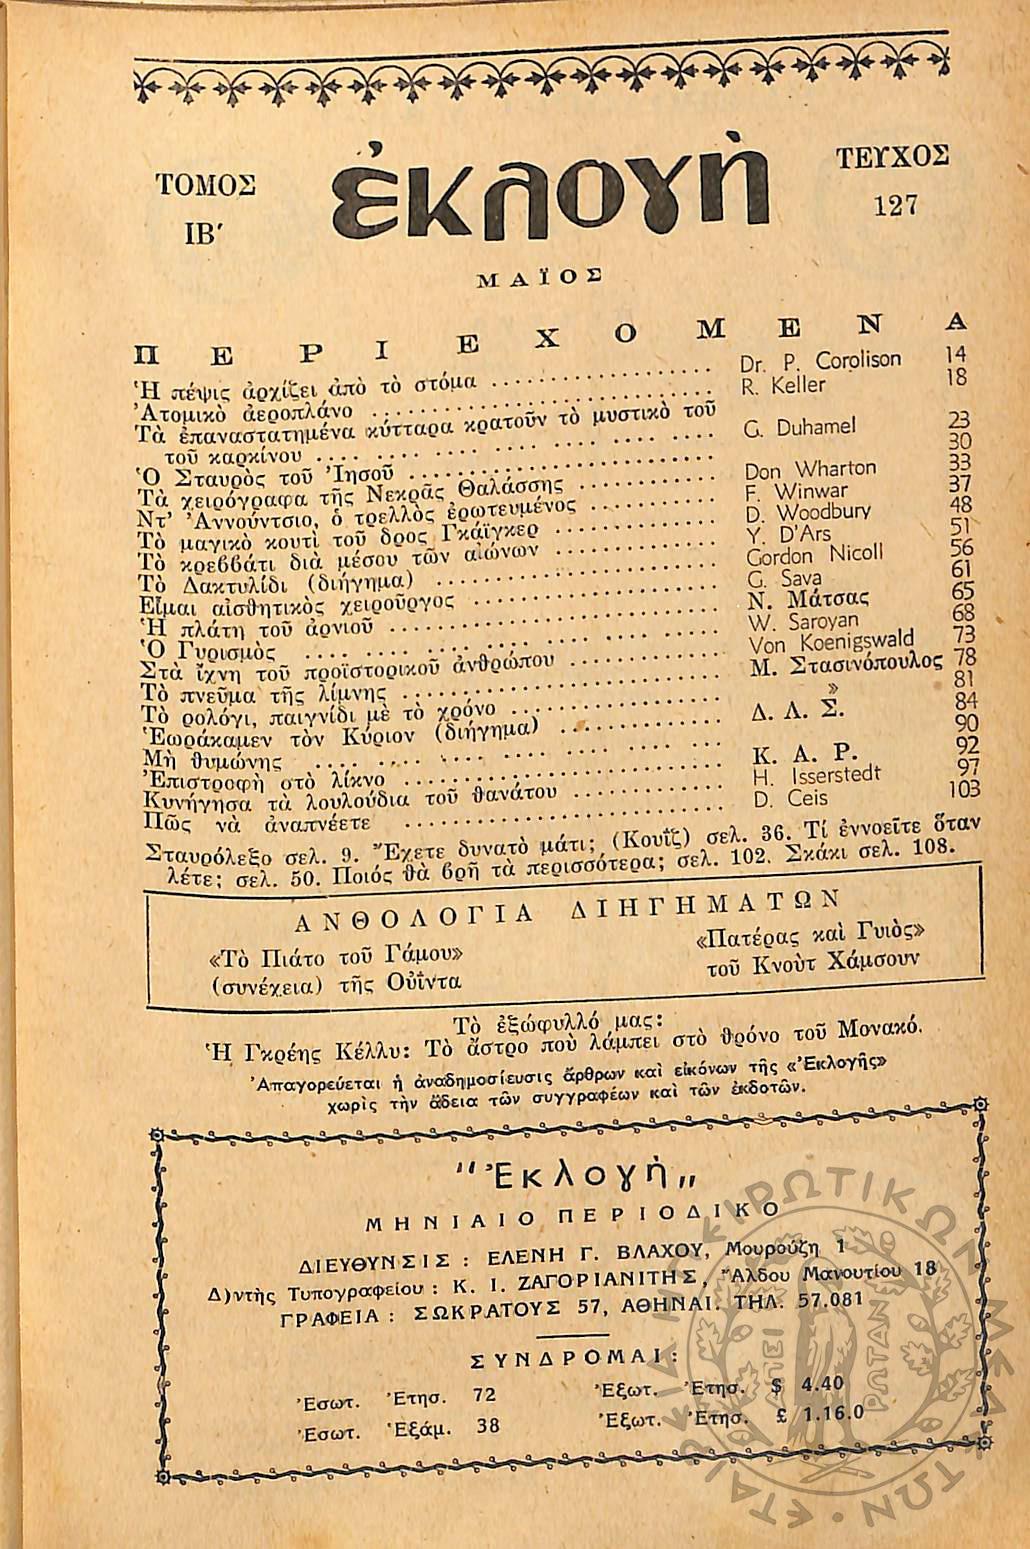 ΤΟΜΟΣ
ΙΒ′
ἐκλογὴ
ΤΕΥΧΟΣ
127
ΜΑΪΟΣ
ΠΕΡΙΕΧΟΜΕΝΑ
Ἡ πέψις ἀρχίζει ἀπὸ τὸ στόμα .................. Dr. P. Corolison 14
Ἀτομικὸ ἀεροπλάνο .................. R. Keller 18
Τὰ ἐπαναστατημένα κύτταρα κρατοῦν τὸ μυστικὸ τοῦ
τοῦ καρκίνου .................. G. Duhamel 23
Ὁ Σταυρὸς τοῦ Ἰησοῦ .................. 30
Τὰ χειρόγραφα τῆς Νεκρᾶς Θαλάσσης ............ Don Wharton 33
Ντ' Ἀννούντσιο, ὁ τρελλὸς ἐρωτευμένος ............ F. Winwar 37
Τὸ μαγικὸ κουτὶ τοῦ δρος Γκάϊγκερ ............ D. Woodbury 48
Τὸ κρεββάτι διὰ μέσου τῶν αἰώνων ............ Y. D'Ars 51
Τὸ Δακτυλίδι (διήγημα) .................. Gordon Nicoll 56
Εἶμαι αἰσθητικὸς χειροῦργος .................. G. Sava 61
Ἡ πλάτη τοῦ ἀρνιοῦ .................. Ν. Μάτσας 65
Ὁ Γυρισμὸς .................. W. Saroyan 68
Στὰ ἴχνη τοῦ προϊστορικοῦ ἀνθρώπου ............ Von Koenigswald 73
Τὸ πνεῦμα τῆς λίμνης .................. Μ. Στασινόπουλος 78
Τὸ ρολόγι, παιγνίδι μὲ τὸ χρόνο .................. » 81
Ἑωράκαμεν τὸν Κύριον (διήγημα) ............ Δ. Λ. Σ. 84
Μὴ θυμώνης .................. 90
Ἐπιστροφὴ στὸ λίκνο .................. Κ. Α. Ρ. 92
Κυνήγησα τὰ λουλούδια τοῦ θανάτου ............ H. Isserstedt 97
Πῶς νὰ ἀναπνέετε .................. D. Ceis 103
Σταυρόλεξο σελ. 9. Ἔχετε δυνατὸ μάτι; (Κουΐζ) σελ. 36. Τί ἐννοεῖτε ὅταν
λέτε; σελ. 50. Ποιός θὰ βρῆ τὰ περισσότερα; σελ. 102. Σκάκι σελ. 108.
ΑΝΘΟΛΟΓΙΑ ΔΙΗΓΗΜΑΤΩΝ
«Τὸ Πιάτο τοῦ Γάμου»
(συνέχεια) τῆς Οὐΐντα
«Πατέρας καὶ Γυιὸς»
τοῦ Κνοὺτ Χάμσουν
Τὸ ἐξώφυλλό μας:
Ἡ Γκρέης Κέλλυ: Τὸ ἄστρο ποὺ λάμπει στὸ θρόνο τοῦ Μονακό.
Ἀπαγορεύεται ἡ ἀναδημοσίευσις ἄρθρων καὶ εἰκόνων τῆς «Ἐκλογῆς»
χωρὶς τὴν ἄδεια τῶν συγγραφέων καὶ τῶν ἐκδοτῶν.
"Ἐκλογὴ„
ΜΗΝΙΑΙΟ ΠΕΡΙΟΔΙΚΟ
ΔΙΕΥΘΥΝΣΙΣ : ΕΛΕΝΗ Γ. ΒΛΑΧΟΥ, Μουρούζη 1
Δ)ντὴς Τυπογραφείου : Κ. Ι. ΖΑΓΟΡΙΑΝΙΤΗΣ, Ἄλδου Μανουτίου 18
ΓΡΑΦΕΙΑ : ΣΩΚΡΑΤΟΥΣ 57, ΑΘΗΝΑΙ. ΤΗΛ. 57.081
ΣΥΝΔΡΟΜΑΙ:
Ἐσωτ. Ἐτησ. 72 Ἐξωτ. Ἐτησ. $ 4.40
Ἐσωτ. Ἑξάμ. 38 Ἐξωτ. Ἐτησ. £ 1.16.0
ΕΤΑΙΡΕΙΑ ΗΠΕΙΡΩΤΙΚΩΝ ΜΕΛΕΤΩΝ
ΑΠΕΙ
ΡΩΤΑΝ